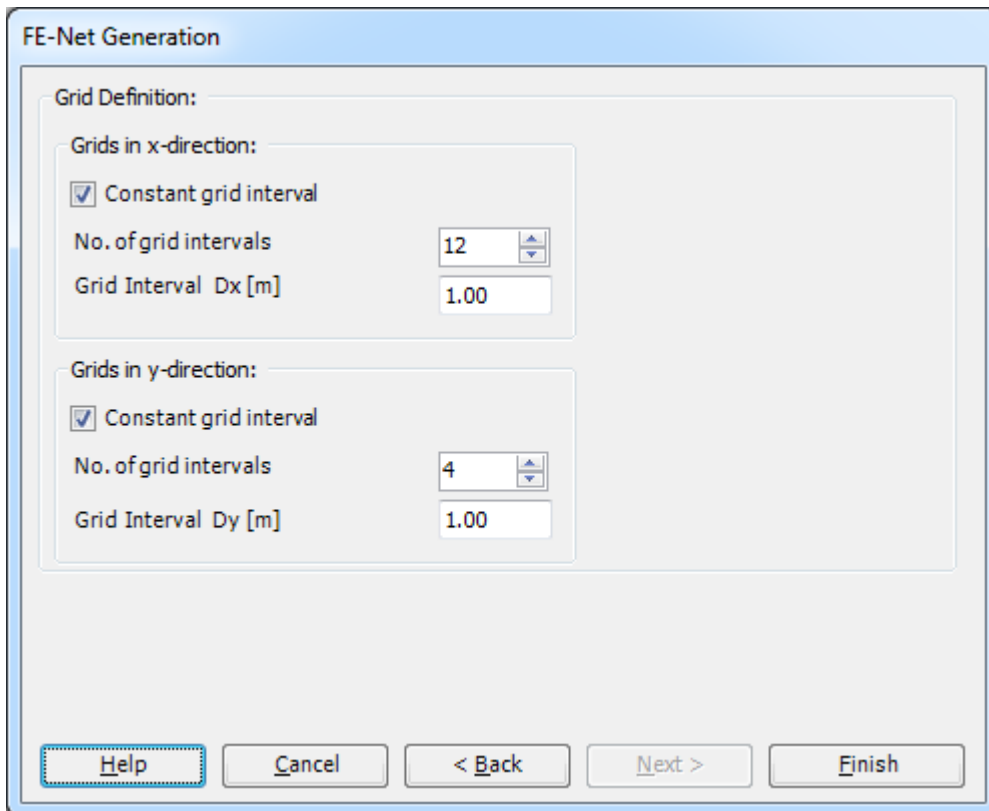 FE-Net Generation
Grid Definition:
Grids in x-direction:
Constant grid interval
No. of grid intervals 12
Grid Interval Dx [m] 1.00
Grids in y-direction:
Constant grid interval
No. of grid intervals 4
Grid Interval Dy [m] 1.00
Help Cancel < Back Next > Finish